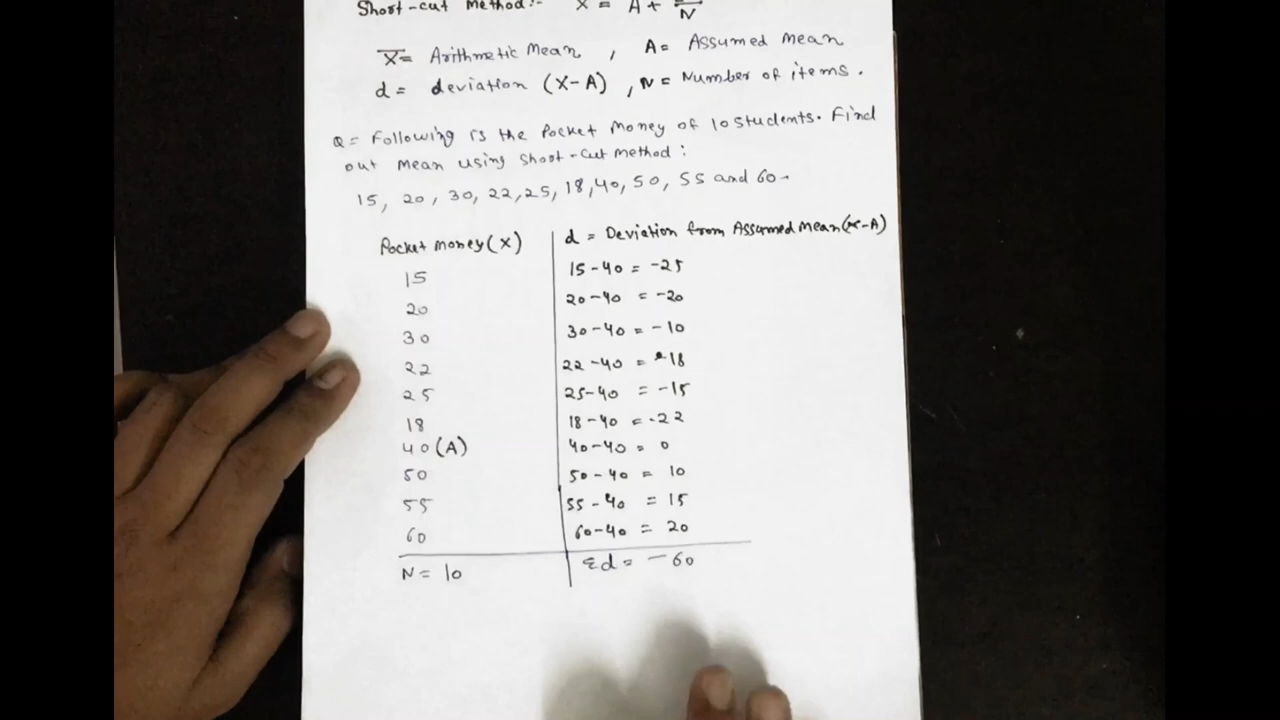 Short-cut Method:- X = A + N
X̅ = Arithmetic Mean, A = Assumed Mean
d = deviation (X-A), N = Number of items.
Q = Following is the Pocket Money of 10 students. Find
out Mean using Short-Cut Method:
15, 20, 30, 22, 25, 18, 40, 50, 55 and 60.
Pocket money (X) d = Deviation from Assumed Mean (x-A)
15 15-40 = -25
20 20-40 = -20
30 30-40 = -10
22 22-40 = -18
25 25-40 = -15
18 18-40 = -22
40 (A) 40-40 = 0
50 50-40 = 10
55 55-40 = 15
60 60-40 = 20
N = 10 Σd = -60